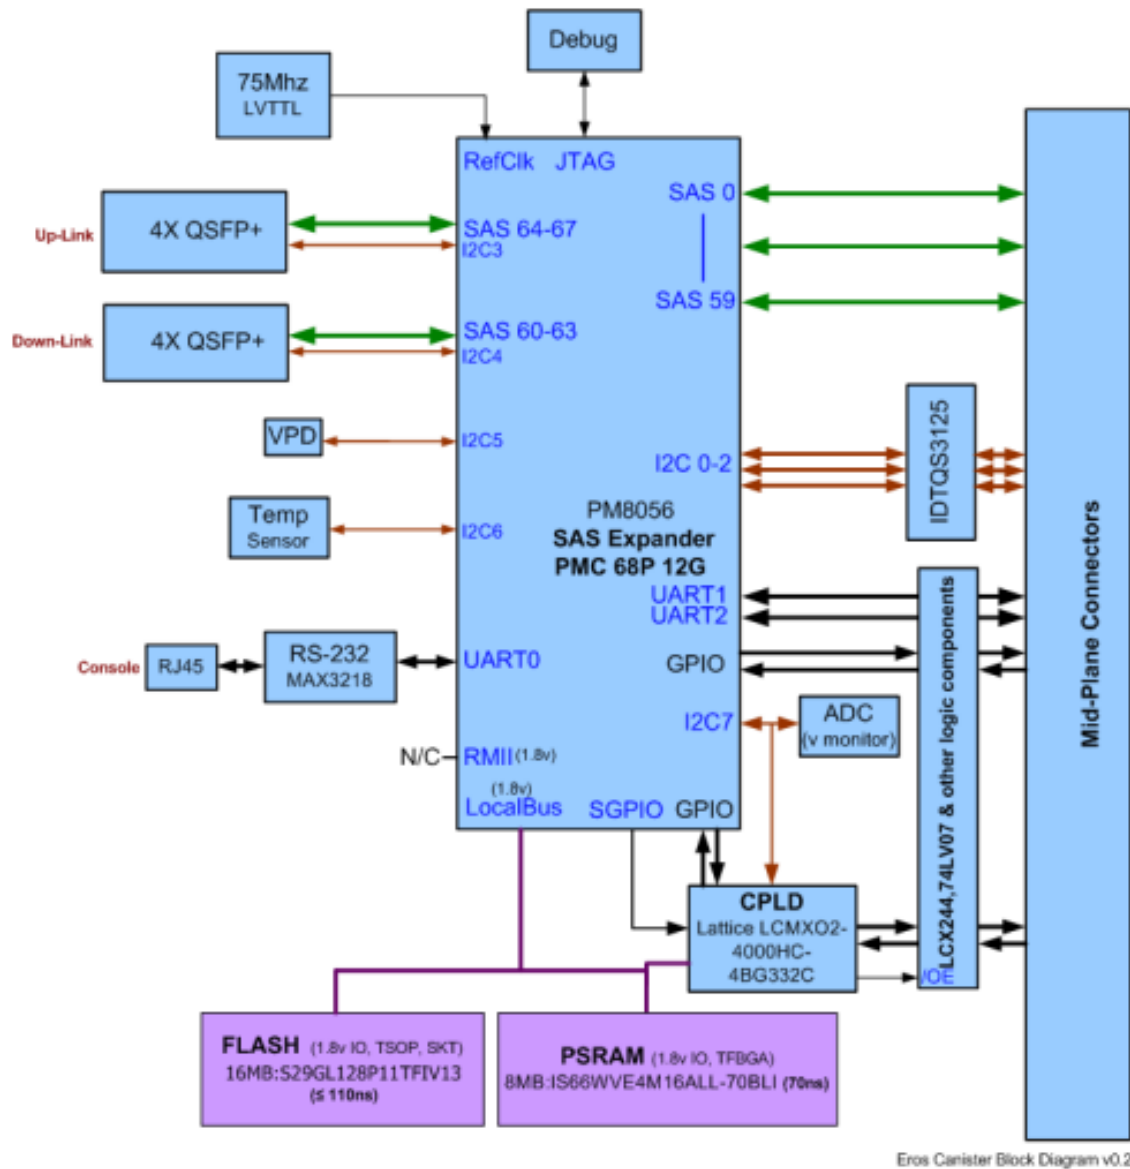 Debug
75Mhz
LVTTL
RefClk JTAG
SAS 0
Up-Link
4X QSFP+
SAS 64-67
I2C3
SAS 59
Down-Link
4X QSFP+
SAS 60-63
I2C4
VPD
I2C5
I2C 0-2
IDTQS3125
Temp
Sensor
I2C6
PM8056
SAS Expander
PMC 68P 12G
Mid-Plane Connectors
UART1
UART2
Console
RJ45
RS-232
MAX3218
UART0
GPIO
LCX244,74LV07 & other logic components
I2C7
ADC
(v monitor)
N/C
RMII (1.8v)
(1.8v)
LocalBus
SGPIO GPIO
CPLD
Lattice LCMXO2-
4000HC-
4BG332C
/OE
FLASH (1.8v IO, TSOP, SKT)
16MB:S29GL128P11TFIV13
(≤ 110ns)
PSRAM (1.8v IO, TFBGA)
8MB:IS66WVE4M16ALL-70BLI (70ns)
Eros Canister Block Diagram v0.2